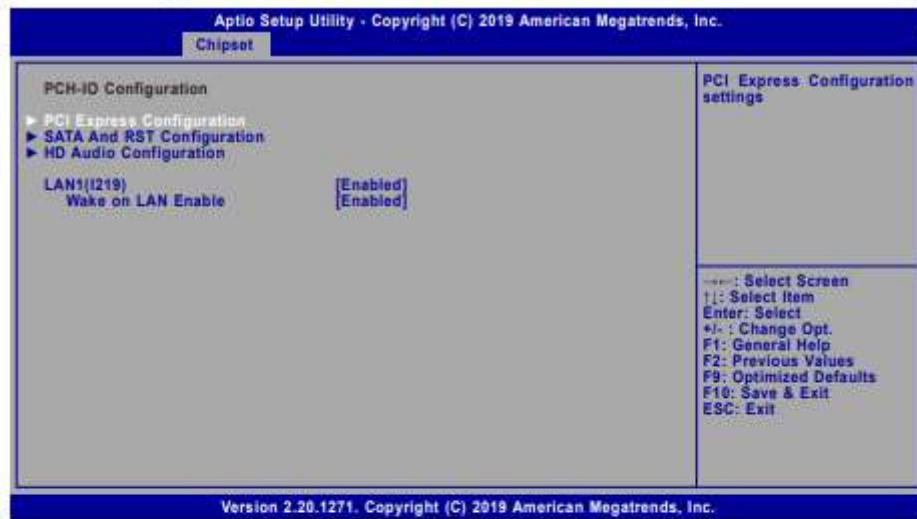 Aptio Setup Utility - Copyright (C) 2019 American Megatrends, Inc.
Chipset
PCH-IO Configuration
► PCI Express Configuration
► SATA And RST Configuration
► HD Audio Configuration
LAN1(I219) [Enabled]
Wake on LAN Enable [Enabled]
PCI Express Configuration
settings
→←: Select Screen
↑↓: Select Item
Enter: Select
+/- : Change Opt.
F1: General Help
F2: Previous Values
F9: Optimized Defaults
F10: Save & Exit
ESC: Exit
Version 2.20.1271. Copyright (C) 2019 American Megatrends, Inc.